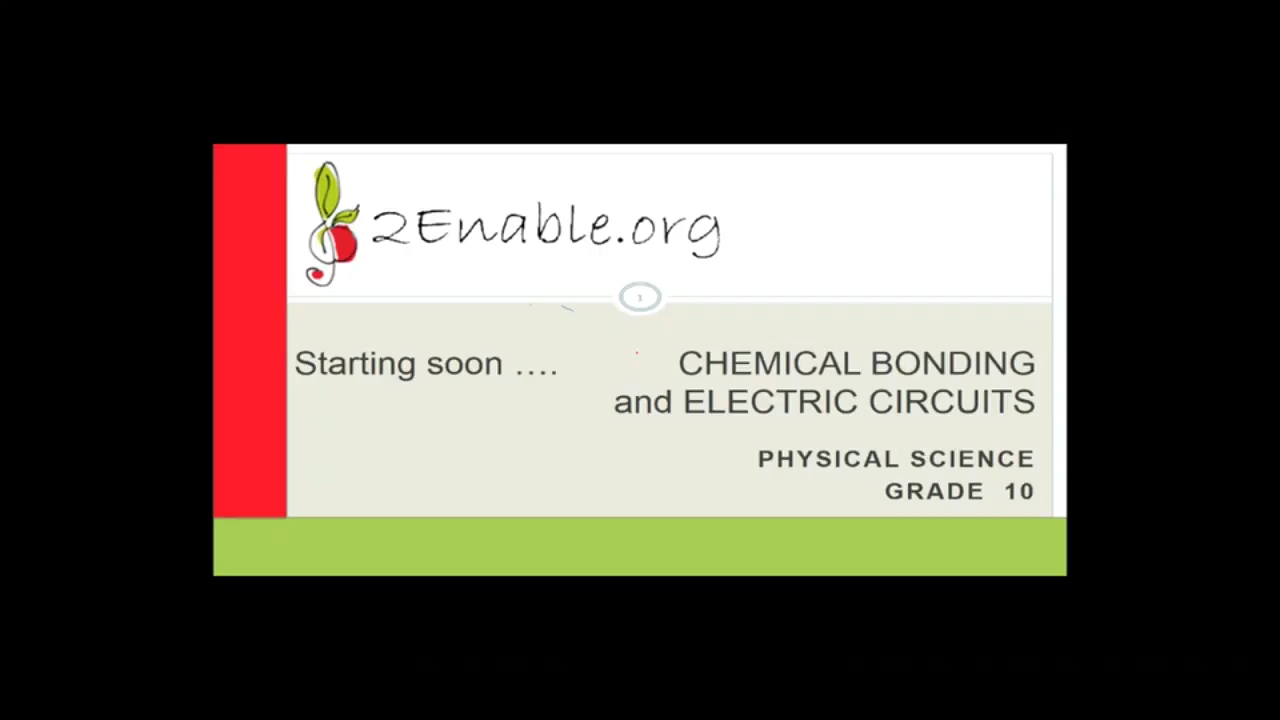 2Enable.org
Starting soon .... CHEMICAL BONDING
and ELECTRIC CIRCUITS
PHYSICAL SCIENCE
GRADE 10